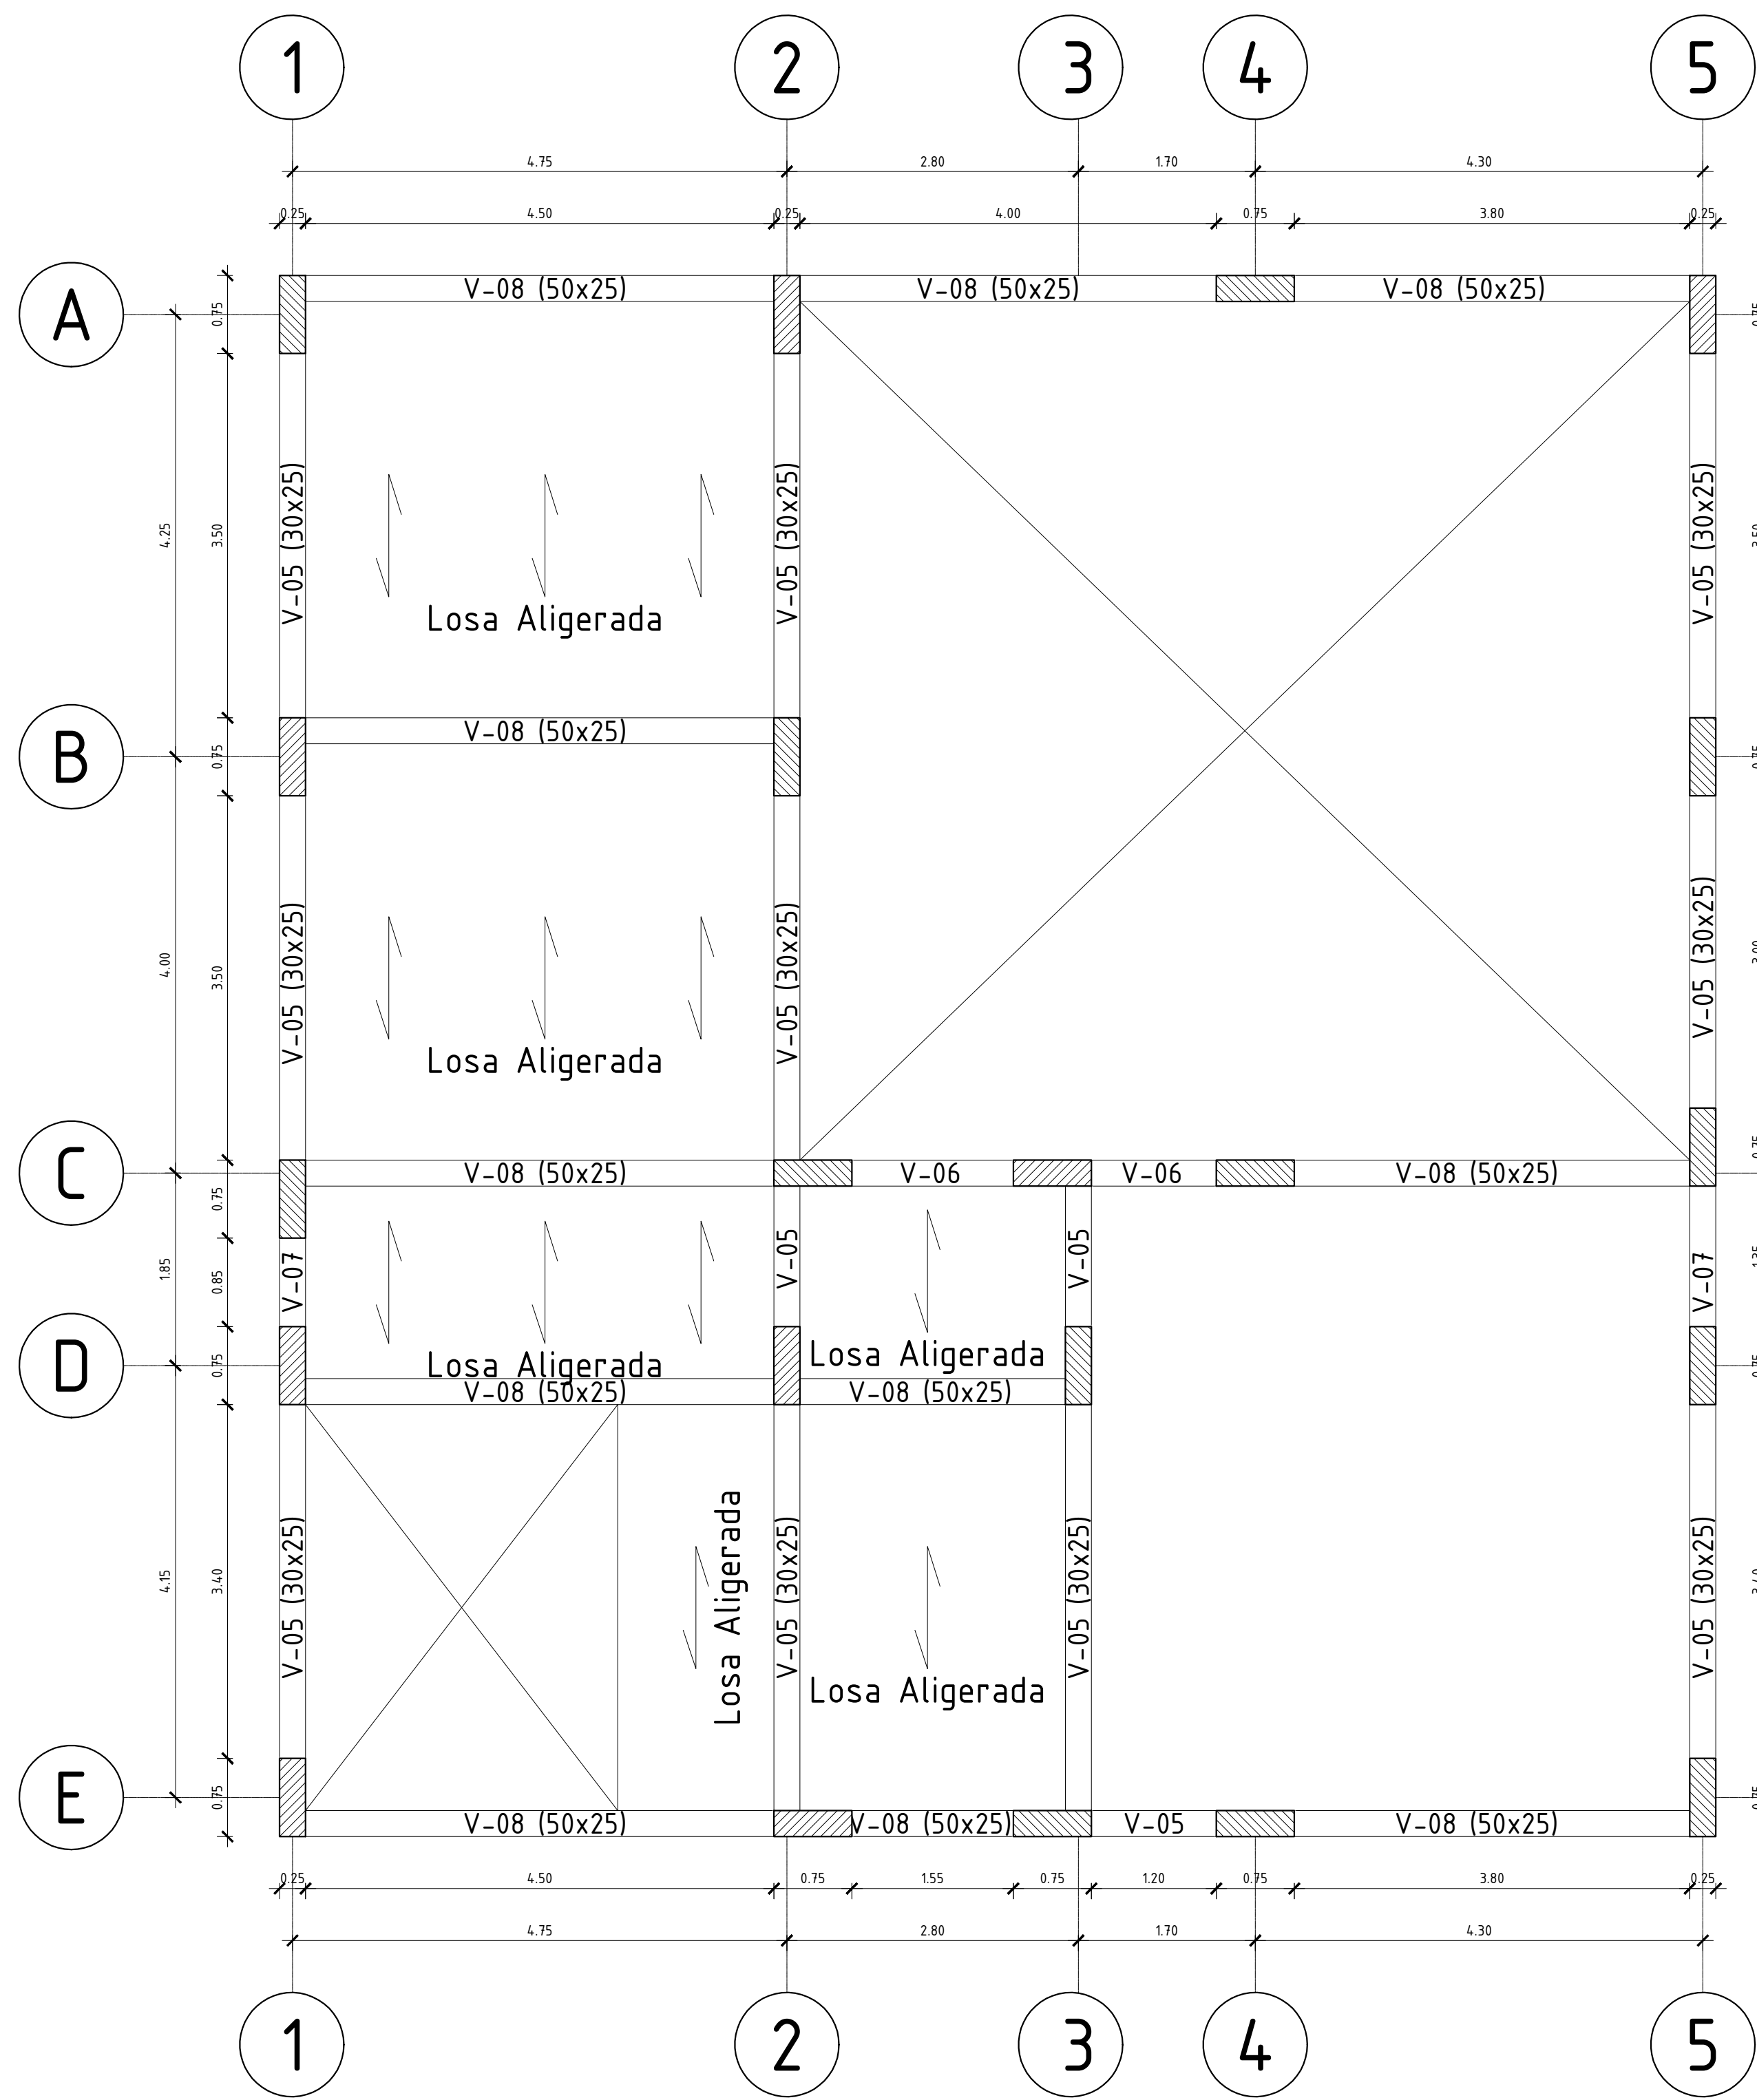 1 2 3 4 5
4.75 2.80 1.70 4.30
0.25 4.50 0.25 4.00 0.75 3.80 0.25
A
V-08 (50x25) V-08 (50x25) V-08 (50x25)
0.75
4.25 3.50
V-05 (30x25) V-05 (30x25) V-05 (30x25)
Losa Aligerada
B
0.75
V-08 (50x25)
4.00 3.50
V-05 (30x25) V-05 (30x25) V-05 (30x25)
Losa Aligerada
C
V-08 (50x25) V-06 V-06 V-08 (50x25)
0.75
1.85 0.85
V-07 V-05 V-05 V-07
Losa Aligerada Losa Aligerada
D
0.75
V-08 (50x25) V-08 (50x25)
4.15 3.40
V-05 (30x25) Losa Aligerada V-05 (30x25) V-05 (30x25) V-05 (30x25)
Losa Aligerada
E
0.75
V-08 (50x25) V-08 (50x25) V-05 V-08 (50x25)
0.25 4.50 0.75 1.55 0.75 1.20 0.75 3.80 0.25
4.75 2.80 1.70 4.30
1 2 3 4 5